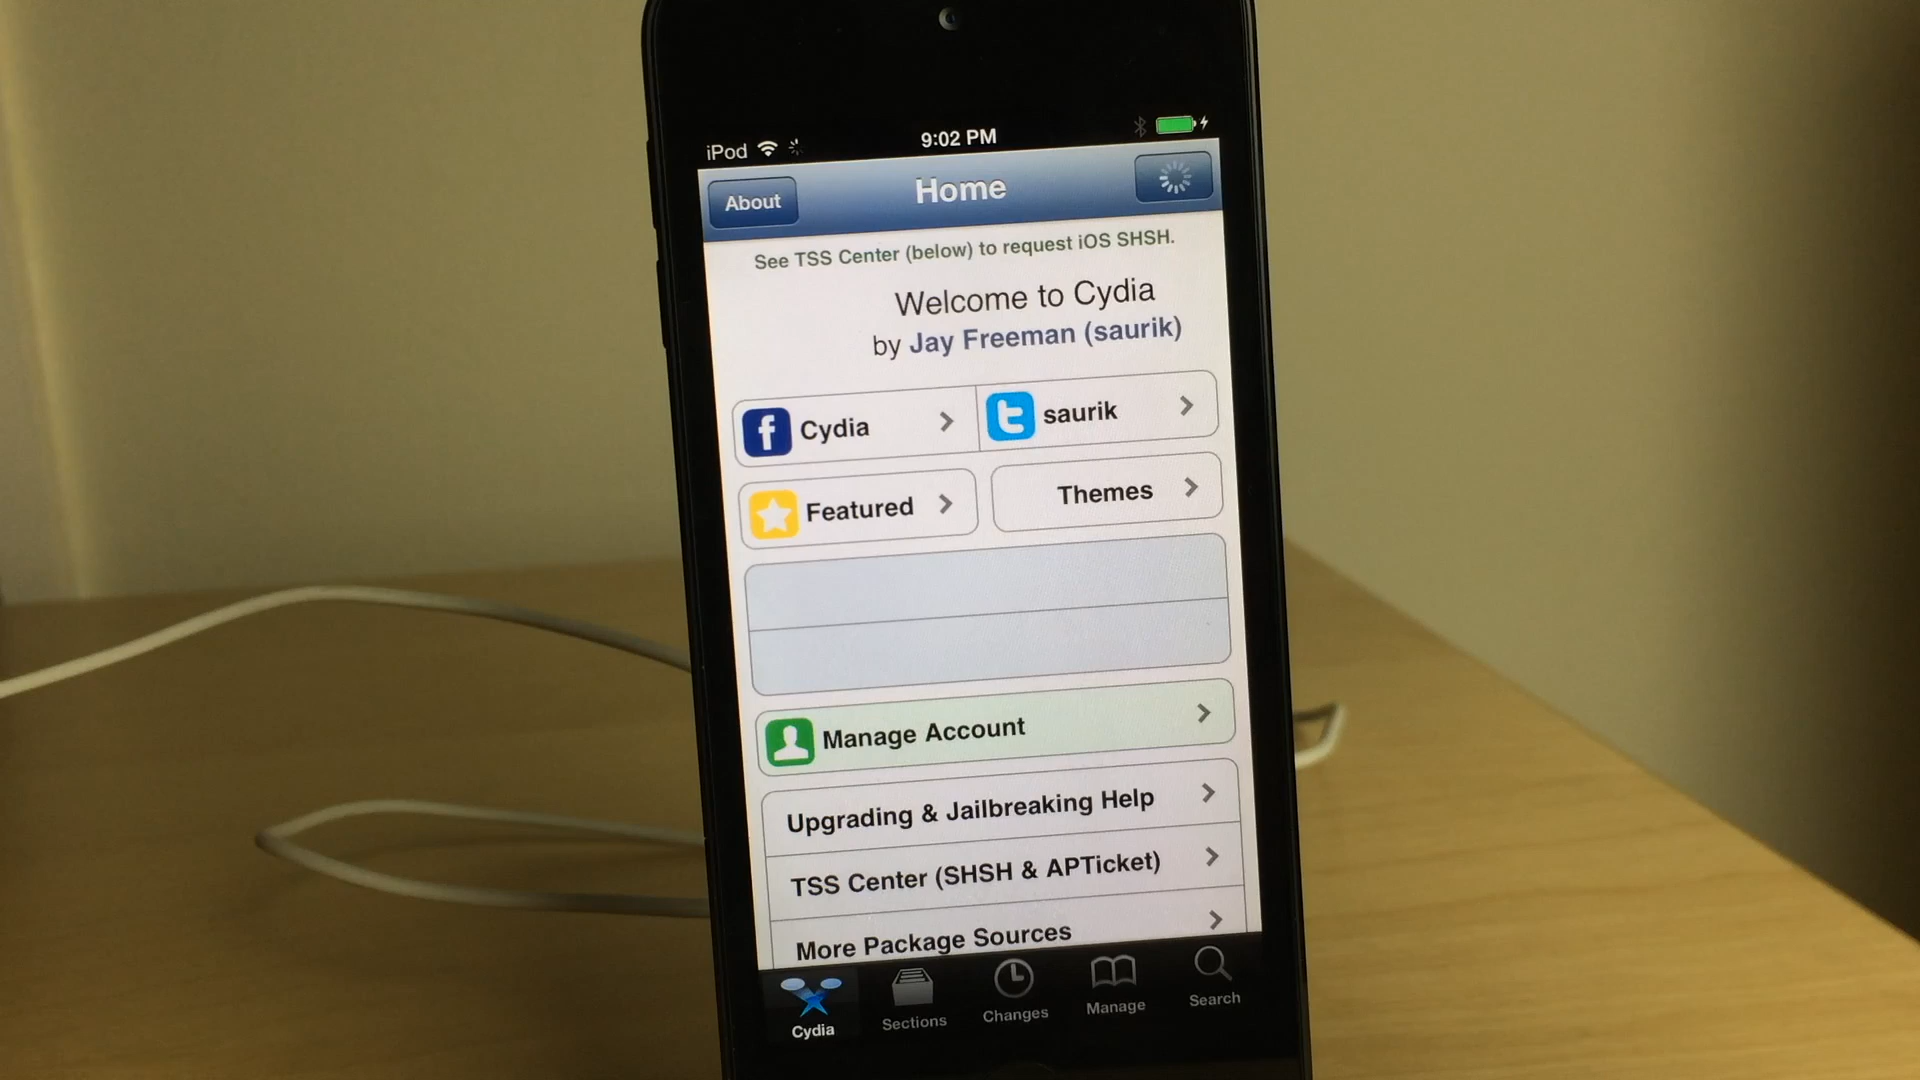 iPod
9:02 PM
About
Home
See TSS Center (below) to request iOS SHSH.
Welcome to Cydia
by Jay Freeman (saurik)
Cydia
saurik
Featured
Themes
Manage Account
Upgrading & Jailbreaking Help
TSS Center (SHSH & APTicket)
More Package Sources
Cydia
Sections
Changes
Manage
Search